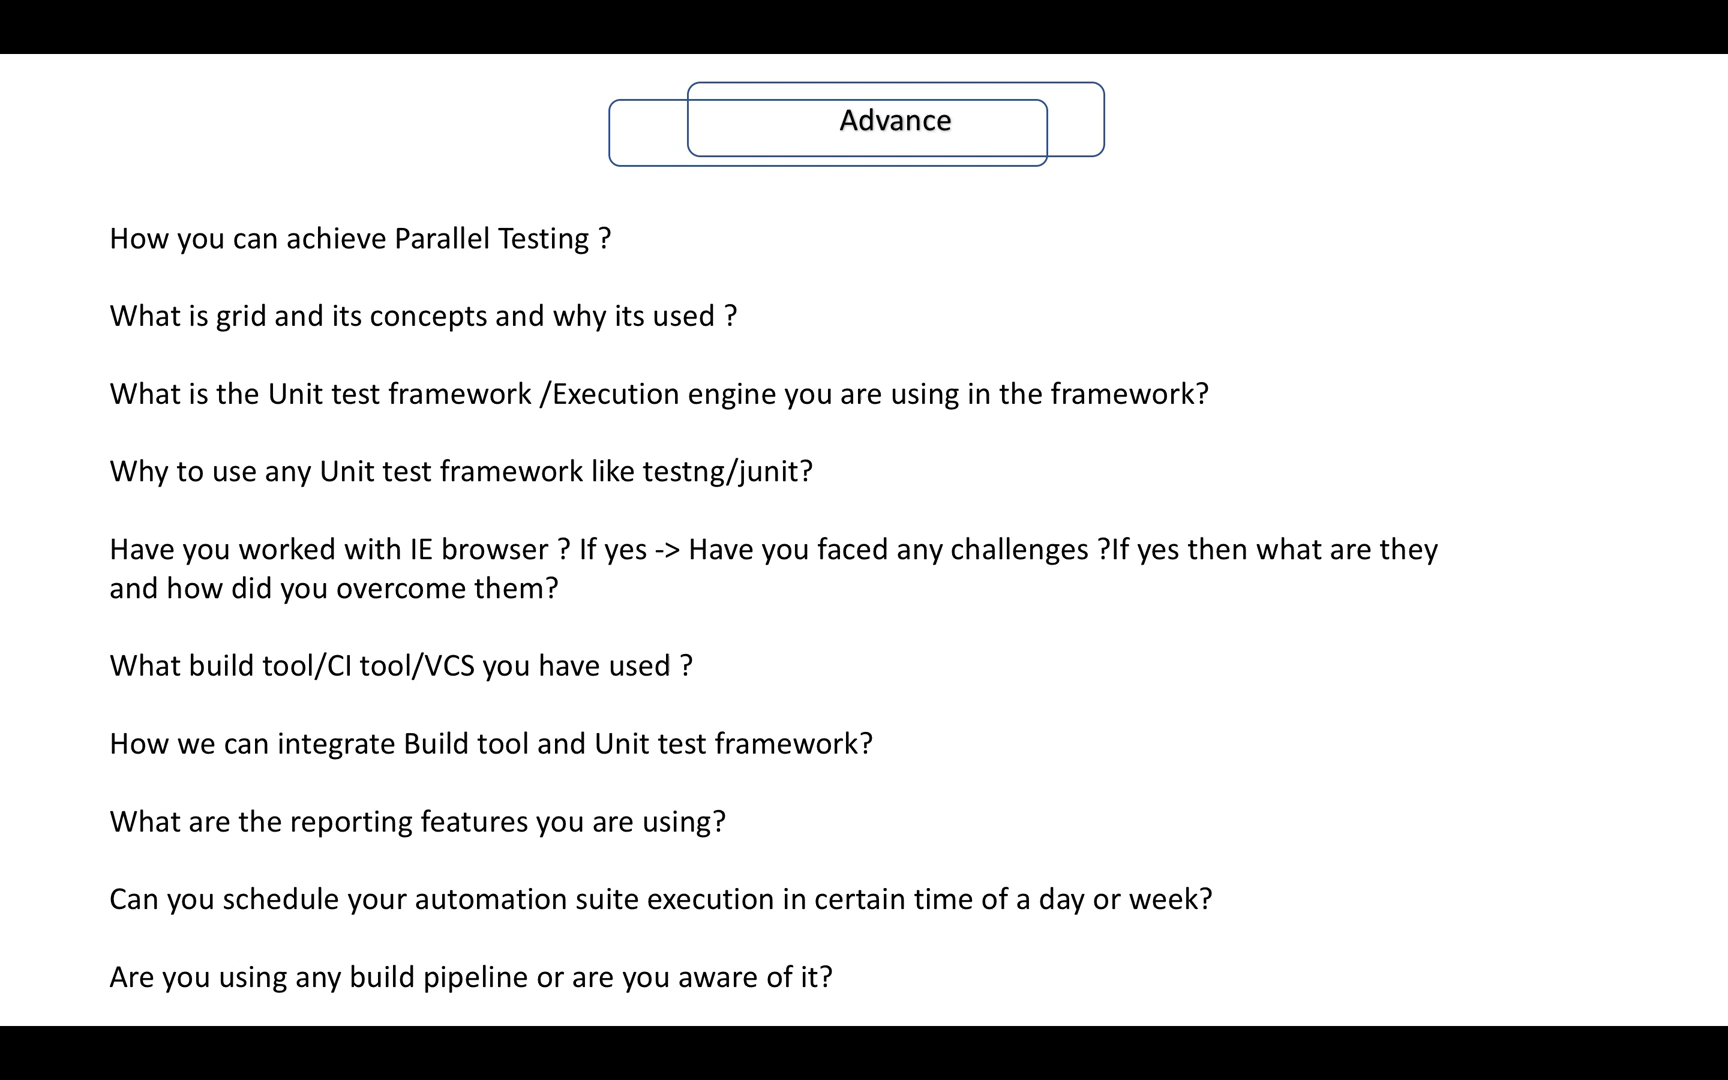 Advance
How you can achieve Parallel Testing ?
What is grid and its concepts and why its used ?
What is the Unit test framework /Execution engine you are using in the framework?
Why to use any Unit test framework like testng/junit?
Have you worked with IE browser ? If yes -> Have you faced any challenges ?If yes then what are they
and how did you overcome them?
What build tool/CI tool/VCS you have used ?
How we can integrate Build tool and Unit test framework?
What are the reporting features you are using?
Can you schedule your automation suite execution in certain time of a day or week?
Are you using any build pipeline or are you aware of it?